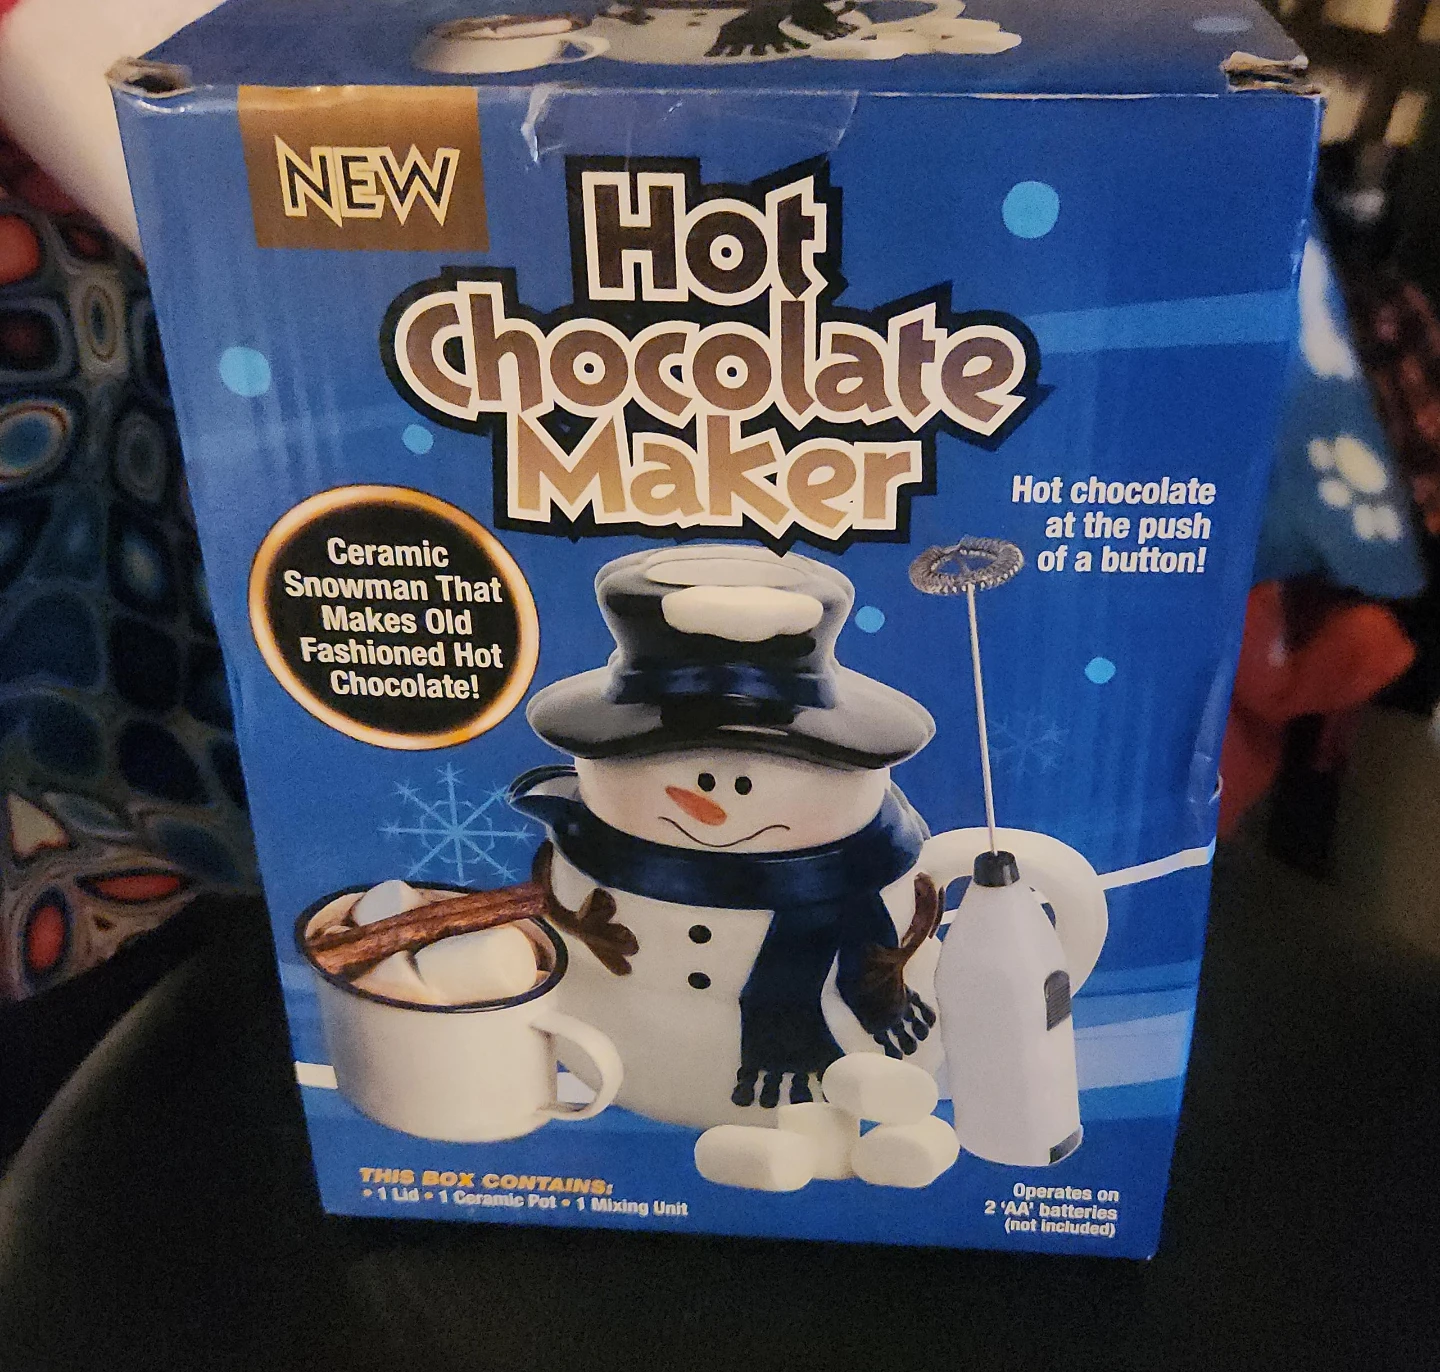 NEW
Hot
Chocolate
Maker
Hot chocolate
at the push
of a button!
Ceramic
Snowman That
Makes Old
Fashioned Hot
Chocolate!
THIS BOX CONTAINS:
• 1 Lid • 1 Ceramic Pot • 1 Mixing Unit
Operates on
2 'AA' batteries
(not included)